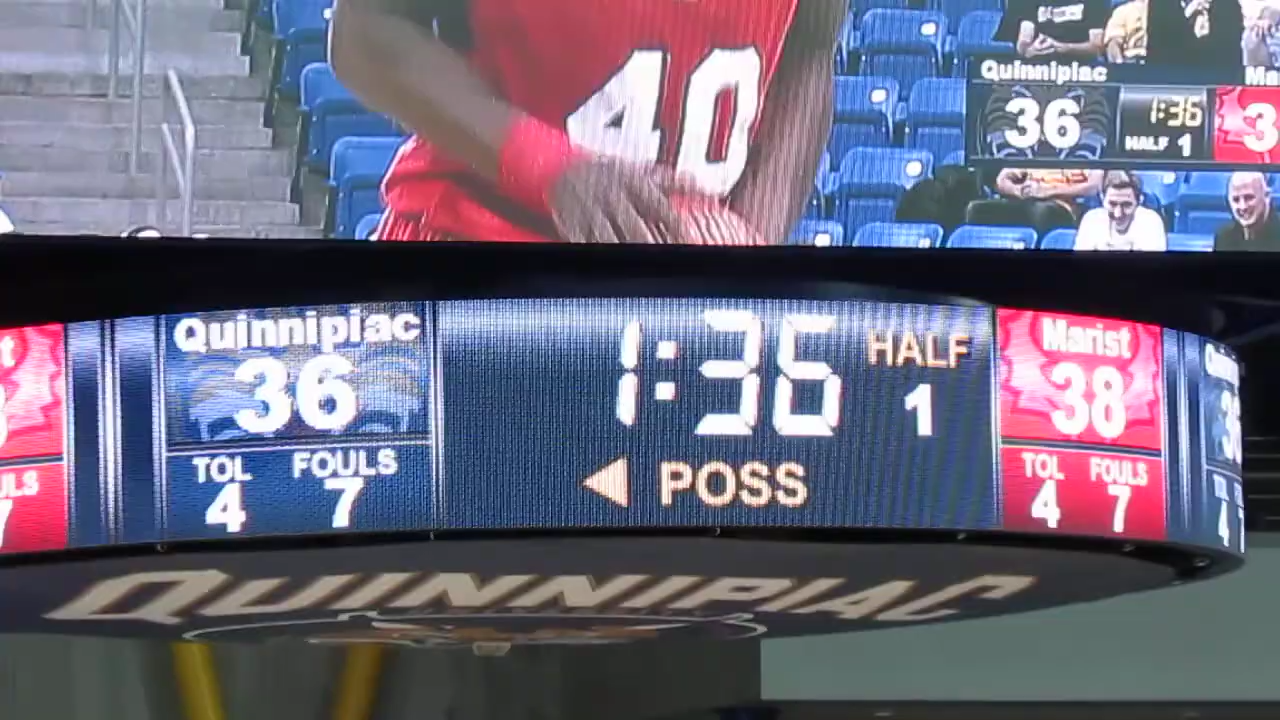 40
Quinnipiac
36
1:36
HALF 1
Quinnipiac
36
TOL FOULS
4 7
1:36
HALF
1
POSS
Marist
38
TOL FOULS
4 7
QUINNIPIAC